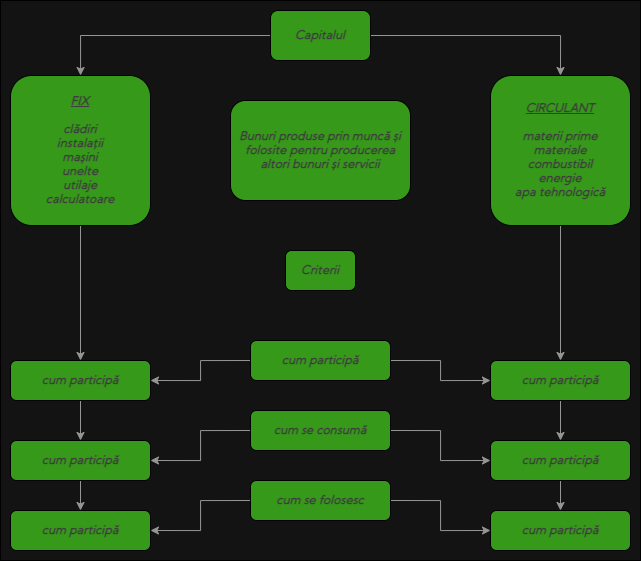 Capitalul
FIX
clădiri
instalații
mașini
unelte
utilaje
calculatoare
Bunuri produse prin muncă și
folosite pentru producerea
altori bunuri și servicii
CIRCULANT
materii prime
materiale
combustibil
energie
apa tehnologică
Criterii
cum participă
cum participă
cum participă
cum se consumă
cum participă
cum participă
cum se folosesc
cum participă
cum participă